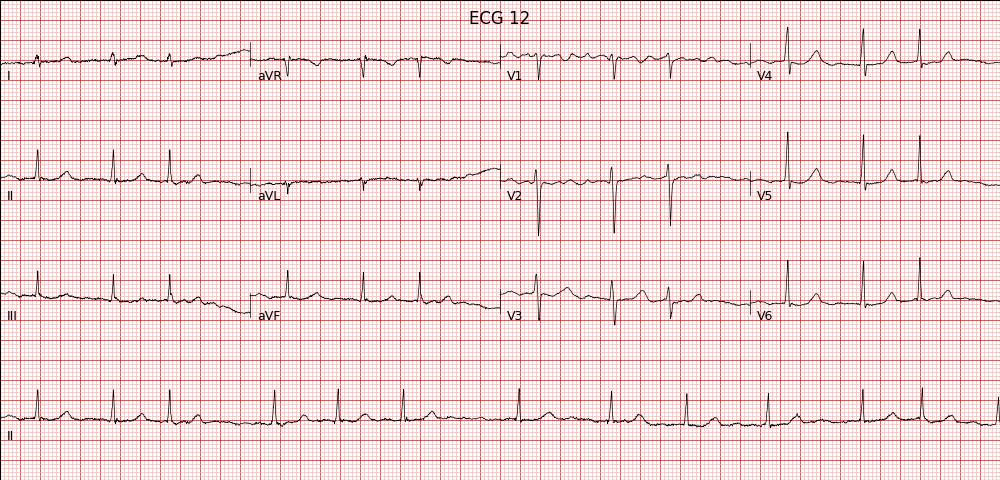 ECG 12
I aVR V1 V4
II aVL V2 V5
III aVF V3 V6
II